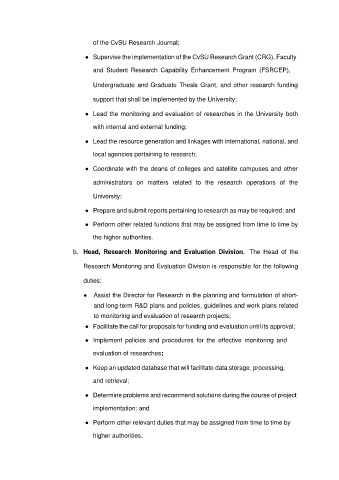 of the CvSU Research Journal;
● Supervise the implementation of the CvSU Research Grant (CRG), Faculty
and Student Research Capability Enhancement Program (FSRCEP),
Undergraduate and Graduate Thesis Grant, and other research funding
support that shall be implemented by the University;
● Lead the monitoring and evaluation of researches in the University both
with internal and external funding;
● Lead the resource generation and linkages with international, national, and
local agencies pertaining to research;
● Coordinate with the deans of colleges and satellite campuses and other
administrators on matters related to the research operations of the
University;
● Prepare and submit reports pertaining to research as may be required; and
● Perform other related functions that may be assigned from time to time by
the higher authorities.
b. Head, Research Monitoring and Evaluation Division. The Head of the
Research Monitoring and Evaluation Division is responsible for the following
duties:
● Assist the Director for Research in the planning and formulation of short-
and long-term R&D plans and policies, guidelines and work plans related
to monitoring and evaluation of research projects;
● Facilitate the call for proposals for funding and evaluation until its approval;
● Implement policies and procedures for the effective monitoring and
evaluation of researches;
● Keep an updated database that will facilitate data storage, processing,
and retrieval;
● Determine problems and recommend solutions during the course of project
implementation; and
● Perform other relevant duties that may be assigned from time to time by
higher authorities.